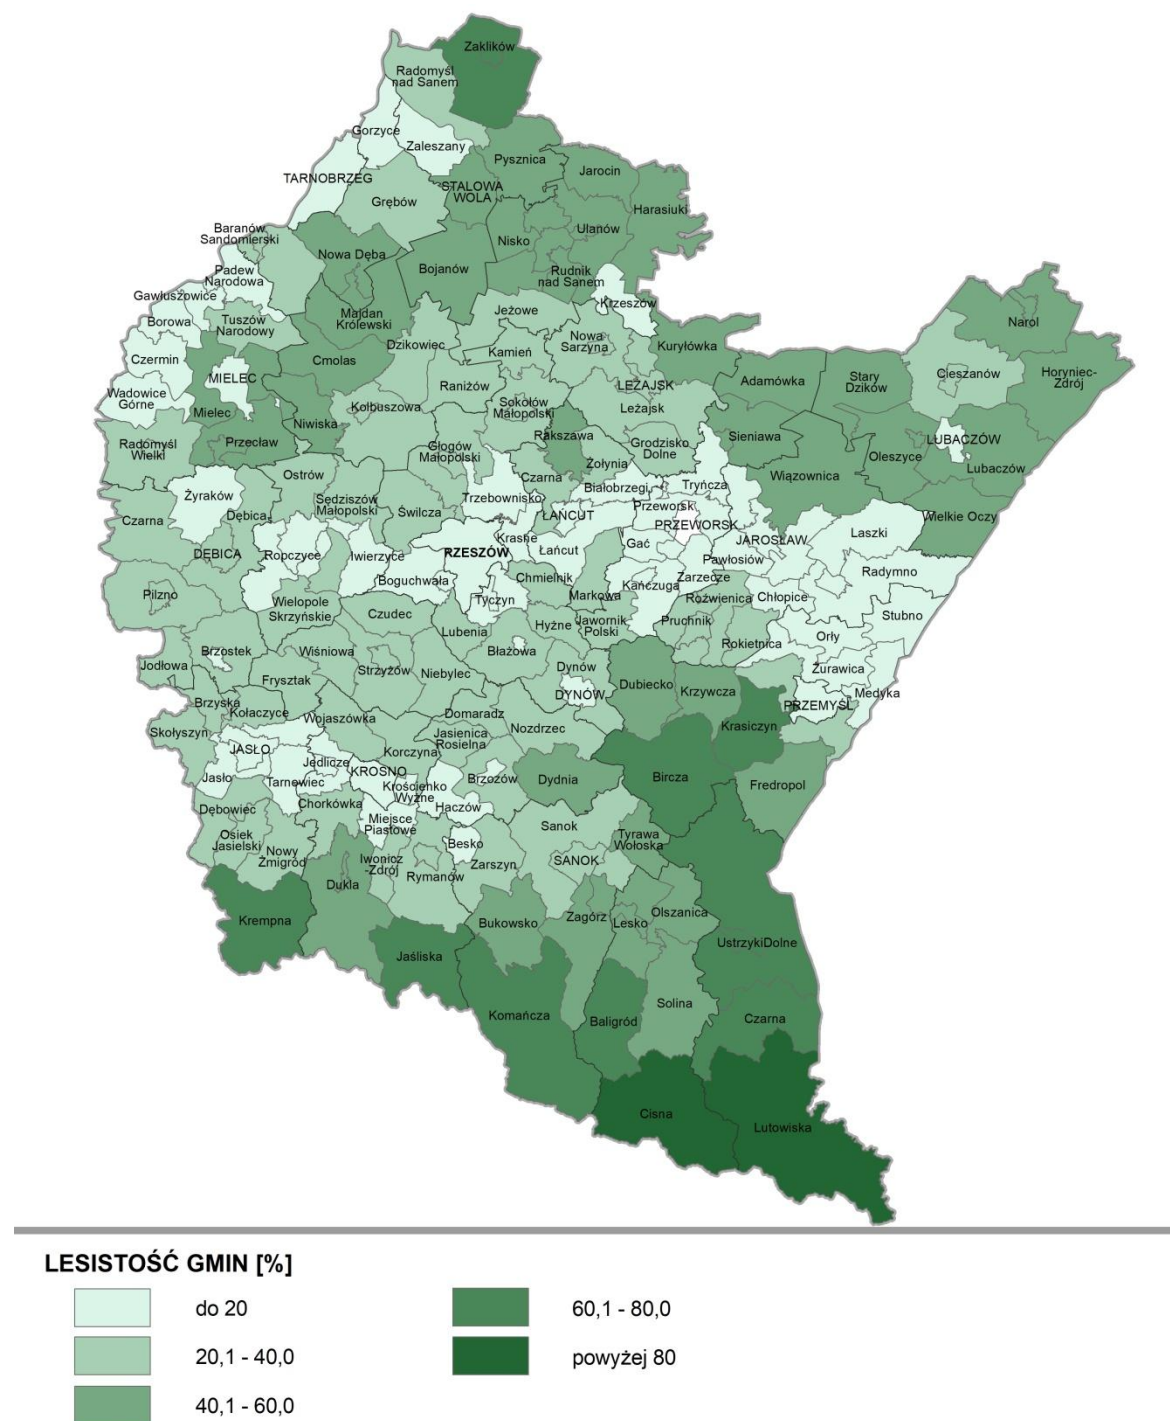 Zaklików
Radomyśl
nad Sanem
Gorzyce
Zaleszany
TARNOBRZEG
Pysznica
Jarocin
STALOWA
WOLA
Grębów
Harasiuki
Baranów
Sandomierski
Nisko
Ulanów
Nowa Dęba
Bojanów
Padew
Narodowa
Rudnik
nad Sanem
Gawłuszowice
Krzeszów
Borowa
Tuszów
Narodowy
Majdan
Królewski
Jeżowe
Narol
Dzikowiec
Nowa
Sarzyna
Kuryłówka
Czermin
Cmolas
Kamień
MIELEC
Adamówka
Stary
Dzików
Cieszanów
Horyniec-
Zdrój
Wadowice
Górne
Raniżów
LEŻAJSK
Mielec
Kolbuszowa
Sokołów
Małopolski
Leżajsk
Niwiska
Radomyśl
Wielki
Przecław
Rakszawa
Sieniawa
LUBACZÓW
Głogów
Małopolski
Grodzisko
Dolne
Oleszyce
Lubaczów
Żołynia
Wiązownica
Ostrów
Czarna
Tryńcza
Żyraków
Sędziszów
Małopolski
Trzebownisko
Białobrzegi
Czarna
Dębica
Świlcza
ŁAŃCUT
Przeworsk
Wielkie Oczy
PRZEWORSK
DĘBICA
Ropczyce
Iwierzyce
RZESZÓW
Krasne
Łańcut
Gać
JAROSŁAW
Laszki
Pawłosiów
Boguchwała
Chmielnik
Kańczuga
Zarzecze
Radymno
Pilzno
Wielopole
Skrzyńskie
Tyczyn
Markowa
Roźwienica
Chłopice
Czudec
Lubenia
Hyżne
Jawornik
Polski
Pruchnik
Stubno
Rokietnica
Orły
Brzostek
Wiśniowa
Błażowa
Jodłowa
Strzyżów
Niebylec
Dynów
Żurawica
Frysztak
Dubiecko
Krzywcza
DYNÓW
Medyka
Brzyska
Kołaczyce
PRZEMYŚL
Wojaszówka
Domaradz
Skołyszyn
Nozdrzec
Krasiczyn
Jasienica
Rosielna
JASŁO
Korczyna
Jedlicze
KROSNO
Bircza
Jasło
Tarnowiec
Brzozów
Dydnia
Krościenko
Wyżne
Fredropol
Chorkówka
Haczów
Dębowiec
Miejsce
Piastowe
Sanok
Osiek
Jasielski
Besko
Tyrawa
Wołoska
Nowy
Żmigród
Iwonicz
-Zdrój
Zarszyn
SANOK
Dukla
Rymanów
Krempna
Bukowsko
Zagórz
Lesko
Olszanica
Jaśliska
UstrzykiDolne
Solina
Komańcza
Baligród
Czarna
Cisna
Lutowiska
LESISTOŚĆ GMIN [%]
do 20
20,1 - 40,0
40,1 - 60,0
60,1 - 80,0
powyżej 80